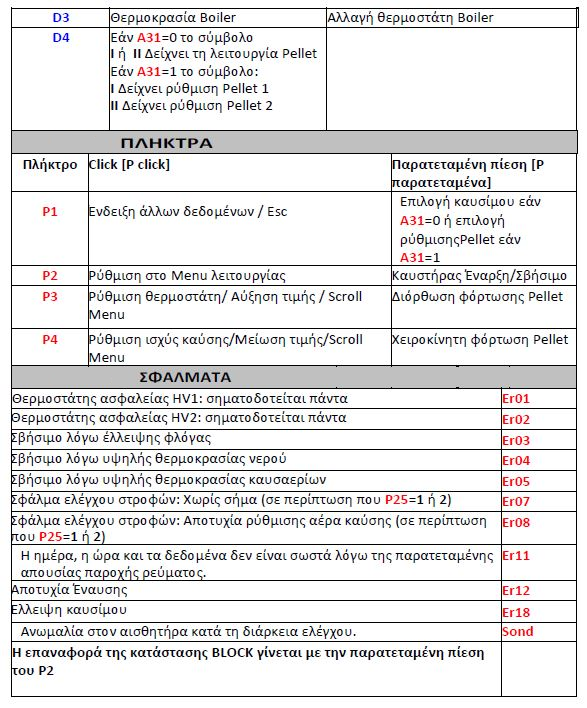 D3 Θερμοκρασία Boiler Αλλαγή θερμοστάτη Boiler
D4 Εάν A31=0 το σύμβολο
I ή II Δείχνει τη λειτουργία Pellet
Εάν A31=1 το σύμβολο:
I Δείχνει ρύθμιση Pellet 1
II Δείχνει ρύθμιση Pellet 2
ΠΛΗΚΤΡΑ
Πλήκτρο Click [P click] Παρατεταμένη πίεση [P
παρατεταμένα]
P1 Ενδειξη άλλων δεδομένων / Esc
Επιλογή καυσίμου εάν
A31=0 ή επιλογή
ρύθμισηςPellet εάν
A31=1
P2 Ρύθμιση στο Menu λειτουργίας Καυστήρας Έναρξη/Σβήσιμο
P3 Ρύθμιση θερμοστάτη/ Αύξηση τιμής / Scroll Διόρθωση φόρτωσης Pellet
Menu
P4 Ρύθμιση ισχύς καύσης/Μείωση τιμής/Scroll Χειροκίνητη φόρτωση Pellet
Menu
ΣΦΑΛΜΑΤΑ
Θερμοστάτης ασφαλείας HV1: σηματοδοτείται πάντα Er01
Θερμοστάτης ασφαλείας HV2: σηματοδοτείται πάντα Er02
Σβήσιμο λόγω έλλειψης φλόγας Er03
Σβήσιμο λόγω υψηλής θερμοκρασίας νερού Er04
Σβήσιμο λόγω υψηλής θερμοκρασίας καυσαερίων Er05
Σφάλμα ελέγχου στροφών: Χωρίς σήμα (σε περίπτωση που P25=1 ή 2) Er07
Σφάλμα ελέγχου στροφών: Αποτυχία ρύθμισης αέρα καύσης (σε περίπτωση Er08
που P25=1 ή 2)
Η ημέρα, η ώρα και τα δεδομένα δεν είναι σωστά λόγω της παρατεταμένης Er11
απουσίας παροχής ρεύματος.
Αποτυχία Έναυσης Er12
Ελλειψη καυσίμου Er18
Ανωμαλία στον αισθητήρα κατά τη διάρκεια ελέγχου. Sond
Η επαναφορά της κατάστασης BLOCK γίνεται με την παρατεταμένη πίεση
του P2